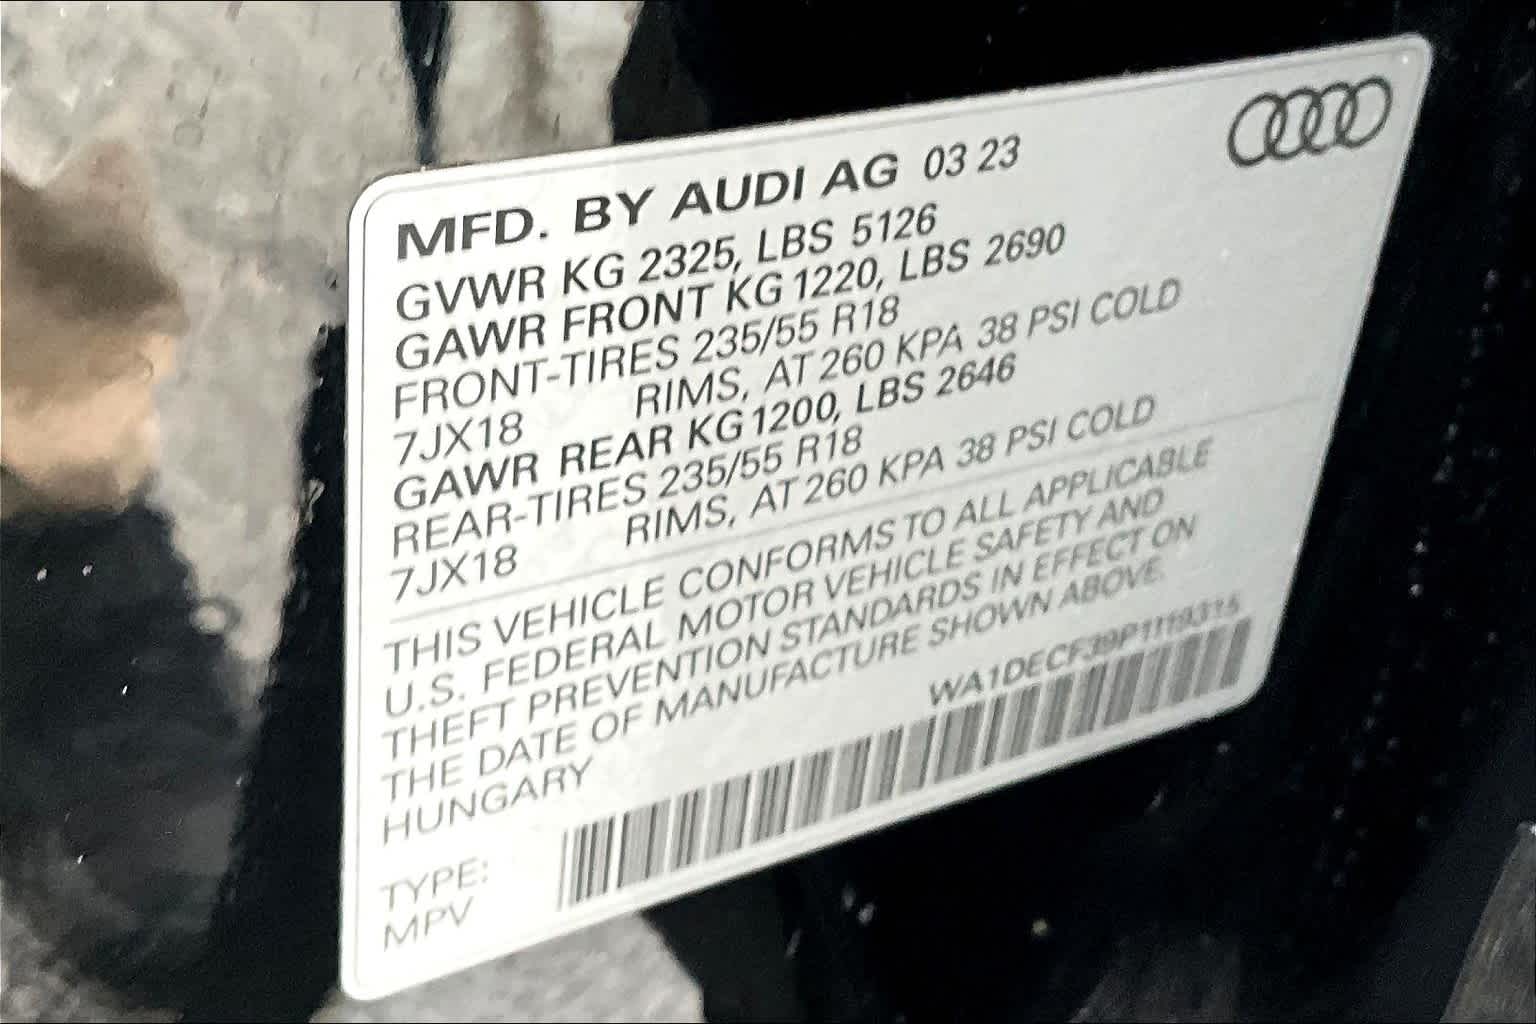 MFD. BY AUDI AG 03 23
GVWR KG 2325, LBS 5126
GAWR FRONT KG 1220, LBS 2690
FRONT-TIRES 235/55 R18
7JX18 RIMS, AT 260 KPA 38 PSI COLD
GAWR REAR KG 1200, LBS 2646
REAR-TIRES 235/55 R18
7JX18 RIMS, AT 260 KPA 38 PSI COLD
THIS VEHICLE CONFORMS TO ALL APPLICABLE
U.S. FEDERAL MOTOR VEHICLE SAFETY AND
THEFT PREVENTION STANDARDS IN EFFECT ON
THE DATE OF MANUFACTURE SHOWN ABOVE.
HUNGARY
WA1DECF39P1119315
TYPE:
MPV